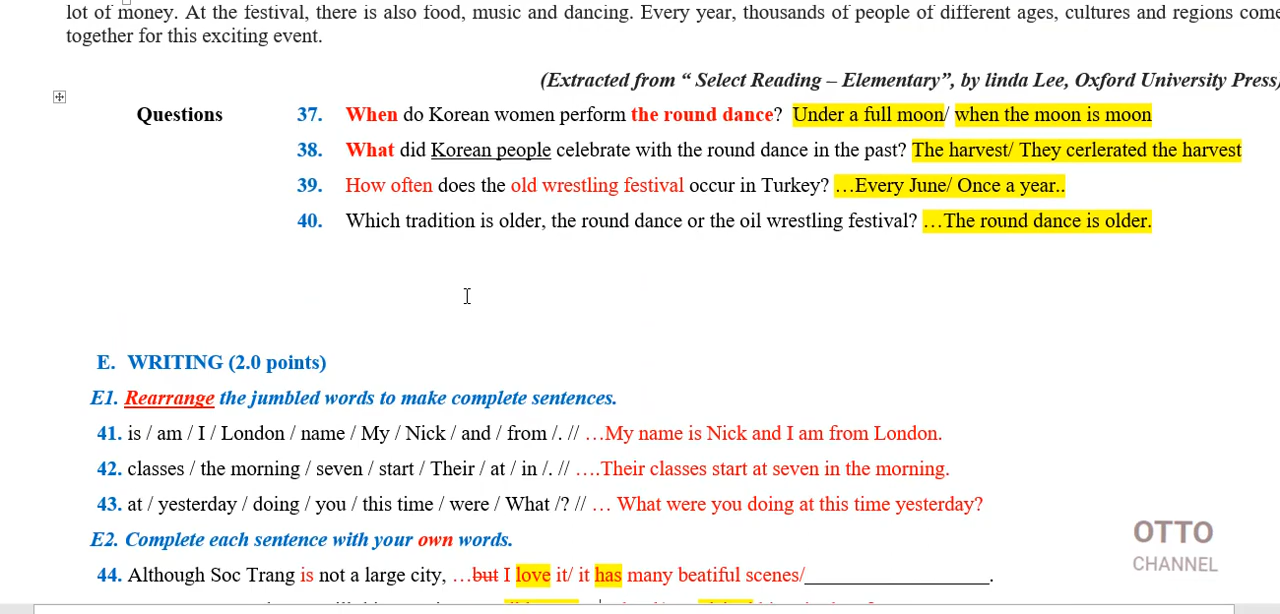 lot of money. At the festival, there is also food, music and dancing. Every year, thousands of people of different ages, cultures and regions come
together for this exciting event.
(Extracted from “ Select Reading – Elementary”, by linda Lee, Oxford University Press)
Questions 37. When do Korean women perform the round dance? Under a full moon/ when the moon is moon
38. What did Korean people celebrate with the round dance in the past? The harvest/ They cerlerated the harvest
39. How often does the old wrestling festival occur in Turkey? …Every June/ Once a year..
40. Which tradition is older, the round dance or the oil wrestling festival? …The round dance is older.
E. WRITING (2.0 points)
E1. Rearrange the jumbled words to make complete sentences.
41. is / am / I / London / name / My / Nick / and / from /. // …My name is Nick and I am from London.
42. classes / the morning / seven / start / Their / at / in /. // ….Their classes start at seven in the morning.
43. at / yesterday / doing / you / this time / were / What /? // … What were you doing at this time yesterday?
E2. Complete each sentence with your own words.
44. Although Soc Trang is not a large city, …but I love it/ it has many beatiful scenes/__________________.
OTTO
CHANNEL